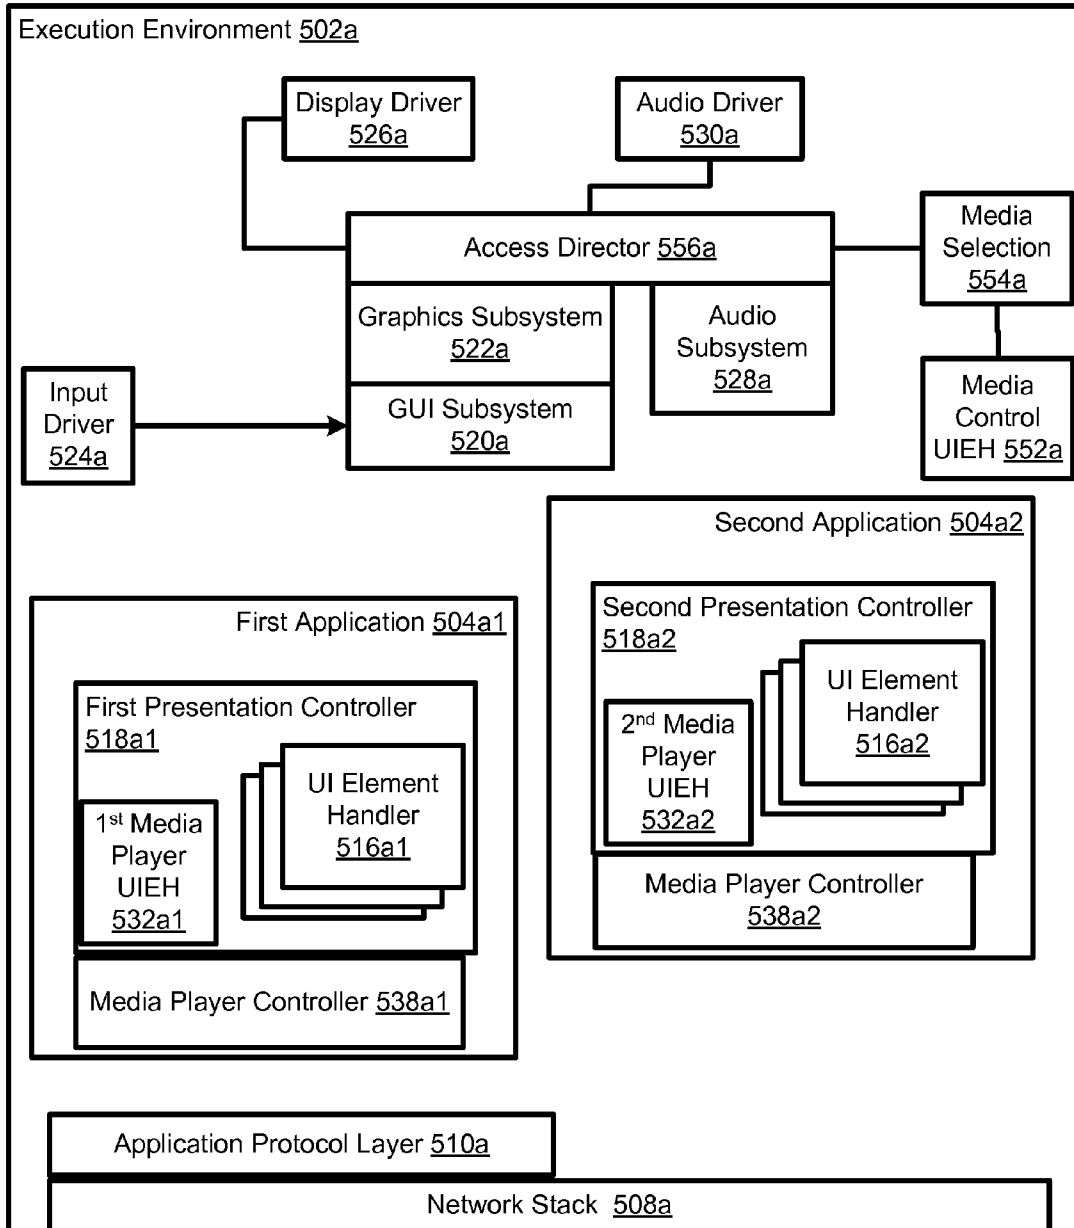 Execution Environment 502a
Display Driver
526a
Audio Driver
530a
Access Director 556a
Media
Selection
554a
Graphics Subsystem
522a
Audio
Subsystem
528a
Input
Driver
524a
GUI Subsystem
520a
Media
Control
UIEH 552a
Second Application 504a2
Second Presentation Controller
518a2
UI Element
Handler
516a2
2nd Media
Player
UIEH
532a2
Media Player Controller
538a2
First Application 504a1
First Presentation Controller
518a1
UI Element
Handler
516a1
1st Media
Player
UIEH
532a1
Media Player Controller 538a1
Application Protocol Layer 510a
Network Stack 508a